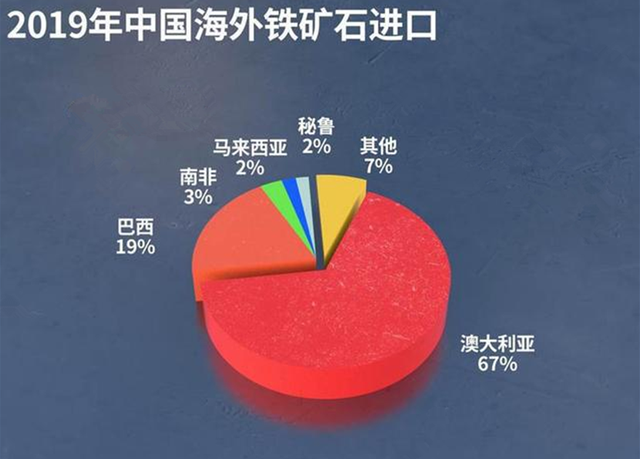 2019年中国海外铁矿石进口
秘鲁
2%
其他
7%
马来西亚
2%
南非
3%
巴西
19%
澳大利亚
67%